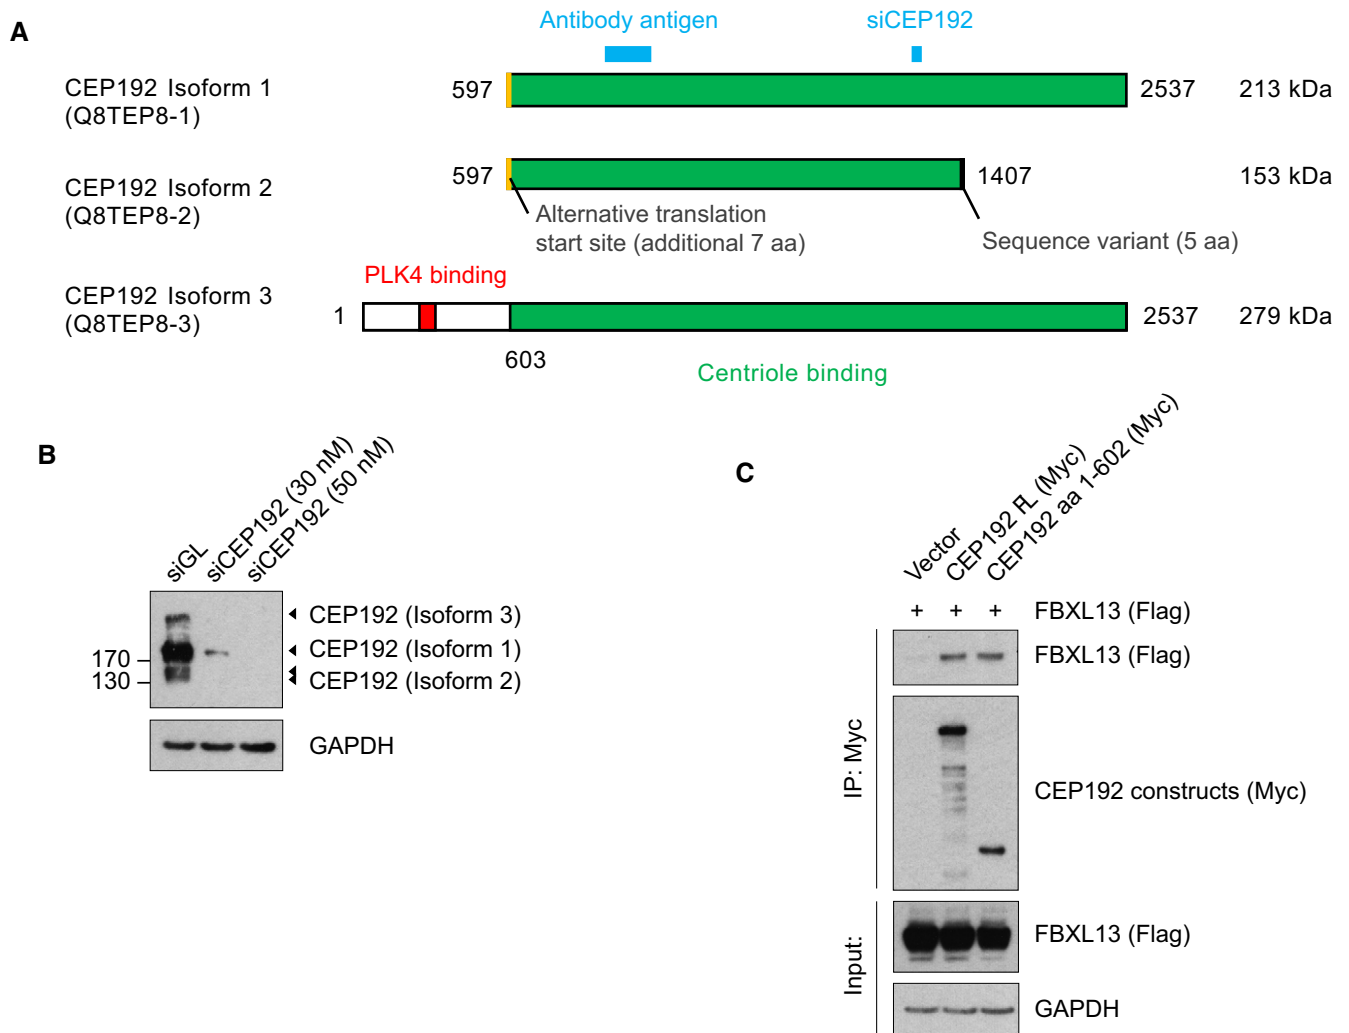 A
Antibody antigen
siCEP192
CEP192 Isoform 1
(Q8TEP8-1)
597
2537
213 kDa
CEP192 Isoform 2
(Q8TEP8-2)
597
1407
153 kDa
Alternative translation
start site (additional 7 aa)
Sequence variant (5 aa)
PLK4 binding
CEP192 Isoform 3
(Q8TEP8-3)
1
2537
279 kDa
603
Centriole binding
B
siGL
siCEP192 (30 nM)
siCEP192 (50 nM)
CEP192 (Isoform 3)
CEP192 (Isoform 1)
CEP192 (Isoform 2)
170
130
GAPDH
C
Vector
CEP192 FL (Myc)
CEP192 aa 1-602 (Myc)
+ + + FBXL13 (Flag)
IP: Myc
FBXL13 (Flag)
CEP192 constructs (Myc)
Input:
FBXL13 (Flag)
GAPDH